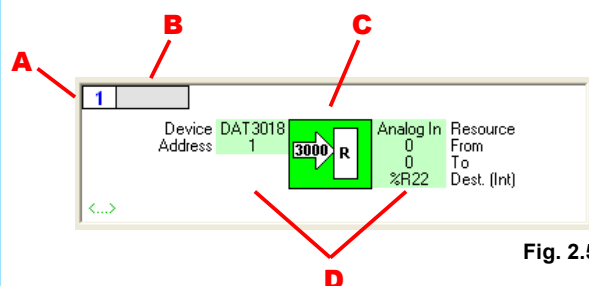 B
C
A
1
Device DAT3018 3000 R Analog In Resource
Address 1 0 From
0 To
%R22 Dest. (Int)
<...>
Fig. 2.5
D